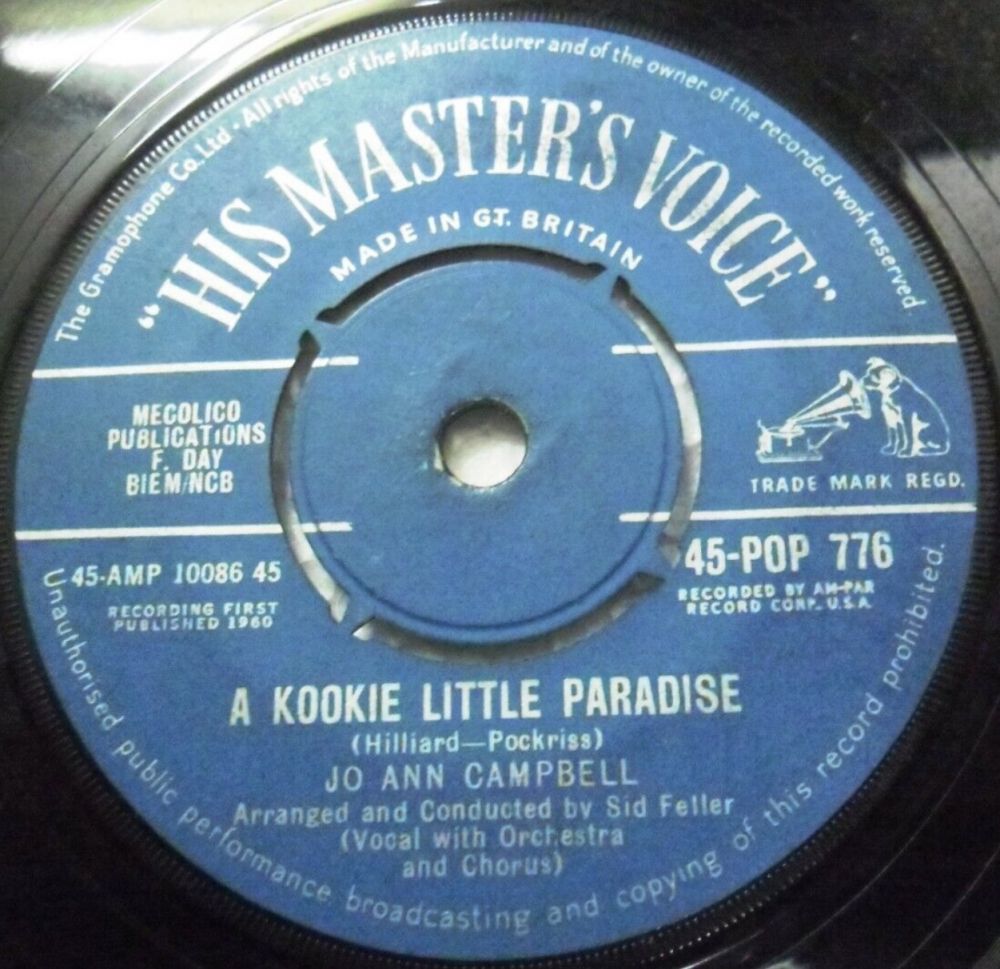 The Gramophone Co. Ltd · All rights of the Manufacturer and of the owner of the recorded work reserved.
"HIS MASTER'S VOICE"
MADE IN GT. BRITAIN
MECOLICO
PUBLICATIONS
F. DAY
BIEM/NCB
TRADE MARK REGD.
45-AMP 10086 45
RECORDING FIRST
PUBLISHED 1960
45-POP 776
RECORDED BY AM-PAR
RECORD CORP. U.S.A.
A KOOKIE LITTLE PARADISE
(Hilliard—Pockriss)
JO ANN CAMPBELL
Arranged and Conducted by Sid Feller
(Vocal with Orchestra
and Chorus)
Unauthorised public performance broadcasting and copying of this record prohibited.